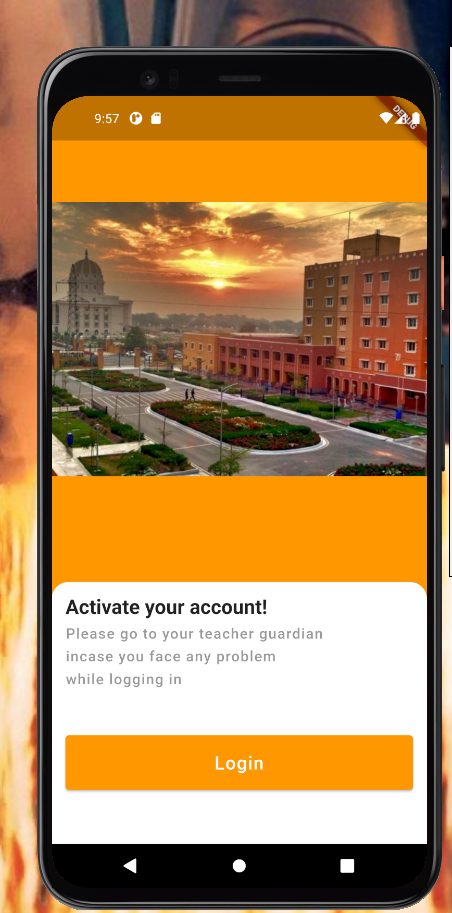 9:57
DEBUG
Activate your account!
Please go to your teacher guardian
incase you face any problem
while logging in
Login